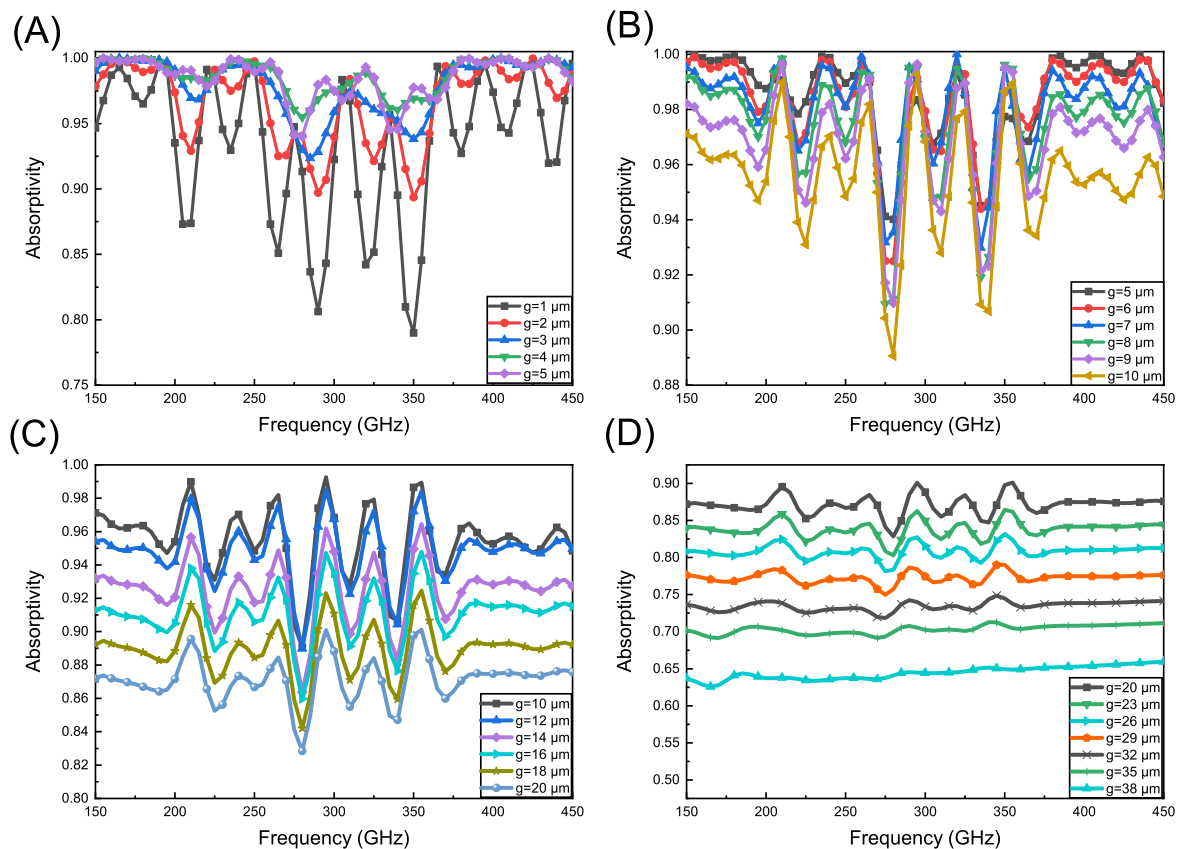 (A)
Absorptivity
1.00
0.95
0.90
0.85
0.80
0.75
g=1 μm
g=2 μm
g=3 μm
g=4 μm
g=5 μm
150 200 250 300 350 400 450
Frequency (GHz)
(B)
Absorptivity
1.00
0.98
0.96
0.94
0.92
0.90
0.88
g=5 μm
g=6 μm
g=7 μm
g=8 μm
g=9 μm
g=10 μm
150 200 250 300 350 400 450
Frequency (GHz)
(C)
Absorptivity
1.00
0.98
0.96
0.94
0.92
0.90
0.88
0.86
0.84
0.82
0.80
g=10 μm
g=12 μm
g=14 μm
g=16 μm
g=18 μm
g=20 μm
150 200 250 300 350 400 450
Frequency (GHz)
(D)
Absorptivity
0.90
0.85
0.80
0.75
0.70
0.65
0.60
0.55
0.50
g=20 μm
g=23 μm
g=26 μm
g=29 μm
g=32 μm
g=35 μm
g=38 μm
150 200 250 300 350 400 450
Frequency (GHz)